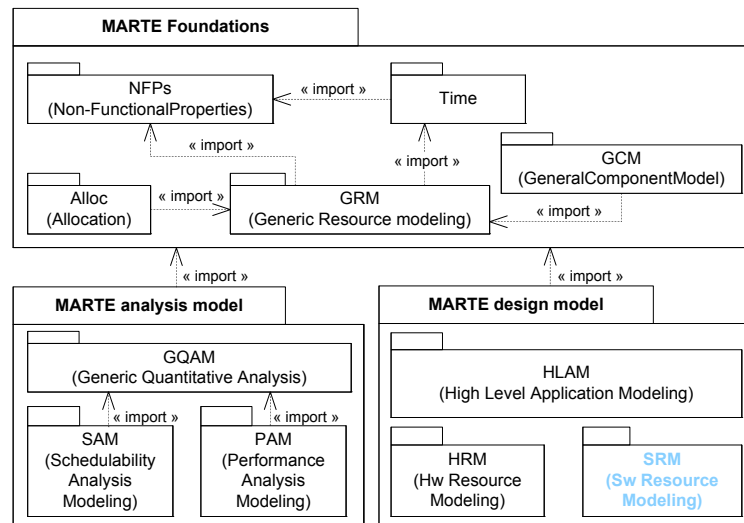 MARTE Foundations
NFPs
(Non-FunctionalProperties)
« import »
Time
« import »
« import »
GCM
(GeneralComponentModel)
Alloc
(Allocation)
« import »
GRM
(Generic Resource modeling)
« import »
« import »
« import »
MARTE analysis model
GQAM
(Generic Quantitative Analysis)
« import »
« import »
SAM
(Schedulability
Analysis
Modeling)
PAM
(Performance
Analysis
Modeling)
MARTE design model
HLAM
(High Level Application Modeling)
HRM
(Hw Resource
Modeling)
SRM
(Sw Resource
Modeling)